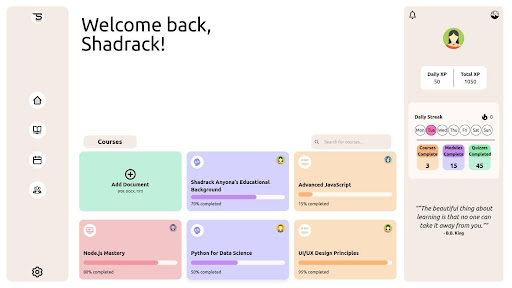 Welcome back,
Shadrack!
Courses
Search for courses...
Add Document
(PDF, DOCX, TXT)
Shadrack Anyona's Educational
Background
70% completed
Advanced JavaScript
15% completed
Node.js Mastery
80% completed
Python for Data Science
50% completed
UI/UX Design Principles
95% completed
Daily XP
50
Total XP
1050
Daily Streak
0
Mon Tue Wed Thu Fri Sat Sun
Courses
Complete
3
Modules
Complete
15
Quizzes
Completed
45
"“The beautiful thing about
learning is that no one can
take it away from you.”"
- B.B. King